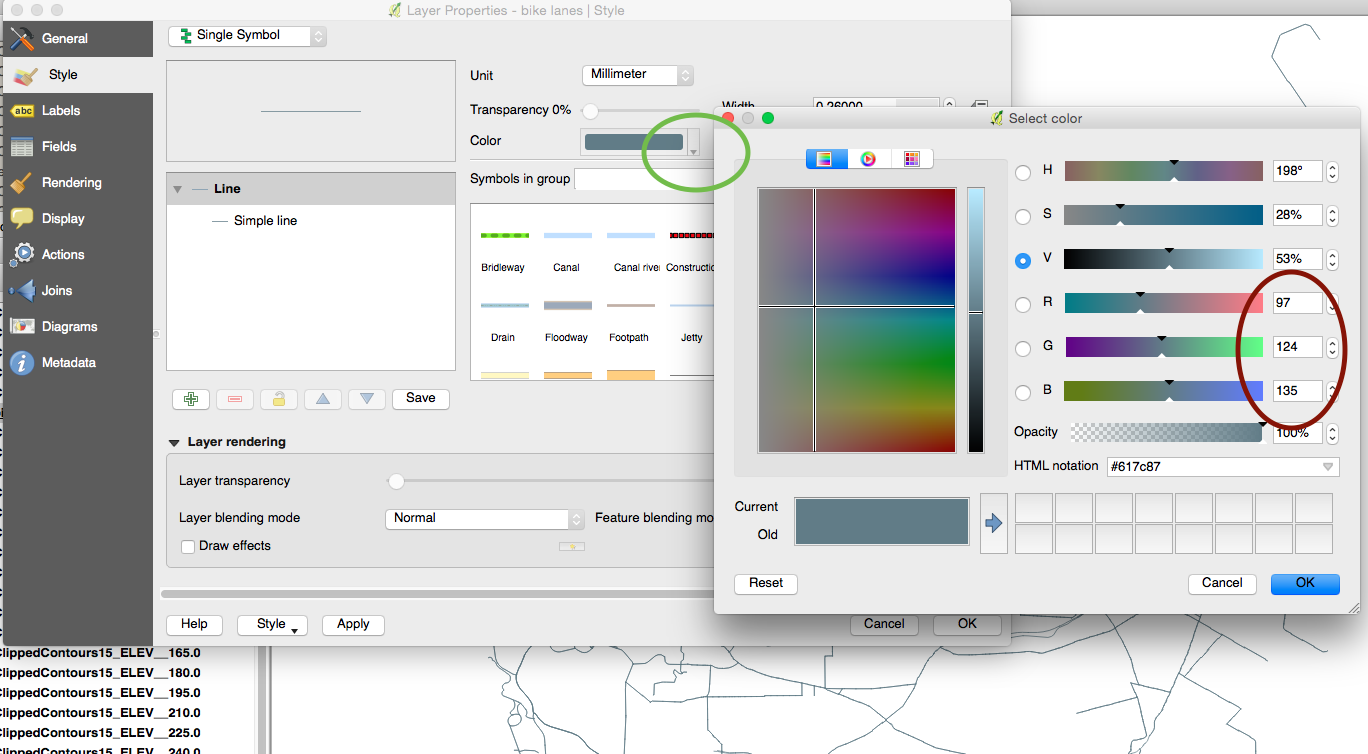 Layer Properties - bike lanes | Style
General
Style
abc Labels
Fields
Rendering
Display
Actions
Joins
Diagrams
Metadata
Single Symbol
Unit Millimeter
Transparency 0%
Width 0.26000
Color
Symbols in group
Line
Simple line
Bridleway Canal Canal river Constructio
Drain Floodway Footpath Jetty
Save
Layer rendering
Layer transparency
Layer blending mode Normal Feature blending mo
Draw effects
Help Style Apply Cancel OK
Select color
H 198°
S 28%
V 53%
R 97
G 124
B 135
Opacity 100%
HTML notation #617c87
Current
Old
Reset Cancel OK
ClippedContours15_ELEV__165.0
ClippedContours15_ELEV__180.0
ClippedContours15_ELEV__195.0
ClippedContours15_ELEV__210.0
ClippedContours15_ELEV__225.0
ClippedContours15_ELEV__240.0